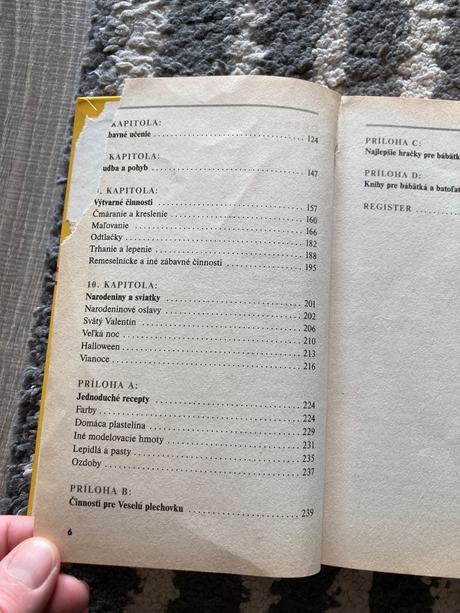 KAPITOLA:
bavné učenie 124
KAPITOLA:
udba a pohyb 147
. KAPITOLA:
Výtvarné činnosti 157
Čmáranie a kreslenie 160
Maľovanie 166
Odtlačky 182
Trhanie a lepenie 188
Remeselnícke a iné zábavné činnosti 195
10. KAPITOLA:
Narodeniny a sviatky 201
Narodeninové oslavy 202
Svätý Valentín 206
Veľká noc 210
Halloween 213
Vianoce 216
PRÍLOHA A:
Jednoduché recepty 224
Farby 224
Domáca plastelína 229
Iné modelovacie hmoty 231
Lepidlá a pasty 235
Ozdoby 237
PRÍLOHA B:
Činnosti pre Veselú plechovku 239
6
PRÍLOHA C:
Najlepšie hračky pre bábätk
PRÍLOHA D:
Knihy pre bábätká a batoľat
REGISTER